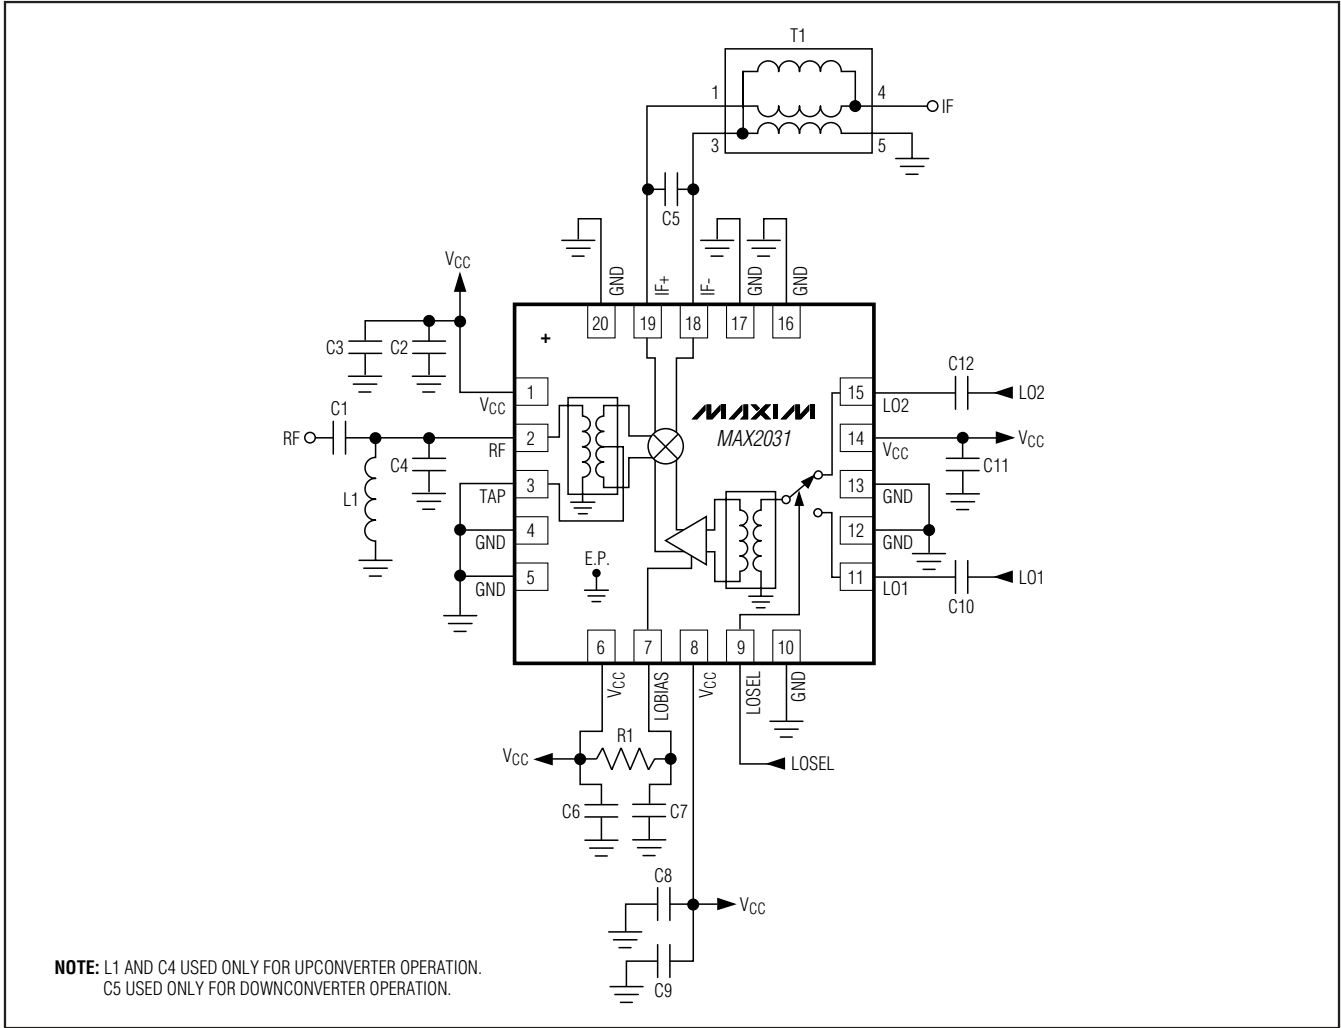 T1
1
4
IF
3
5
C5
VCC
GND
IF+
IF-
GND
GND
20
19
18
17
16
C3
C2
+
C12
1
VCC
MAXIM
MAX2031
15
LO2
LO2
C1
RF
2
RF
14
VCC
VCC
C4
C11
L1
3
TAP
13
GND
4
GND
12
GND
E.P.
5
GND
11
LO1
LO1
C10
6
7
8
9
10
VCC
LOBIAS
VCC
LOSEL
GND
R1
VCC
LOSEL
C6
C7
C8
VCC
C9
NOTE: L1 AND C4 USED ONLY FOR UPCONVERTER OPERATION.
C5 USED ONLY FOR DOWNCONVERTER OPERATION.